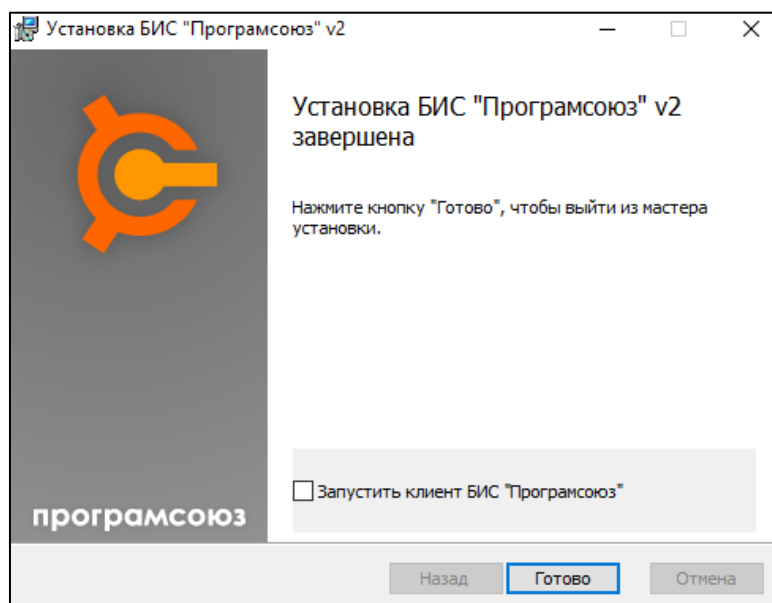 Установка БИС "Програмсоюз" v2
Установка БИС "Програмсоюз" v2
завершена
Нажмите кнопку "Готово", чтобы выйти из мастера
установки.
Запустить клиент БИС "Програмсоюз"
програмсоюз
Назад Готово Отмена